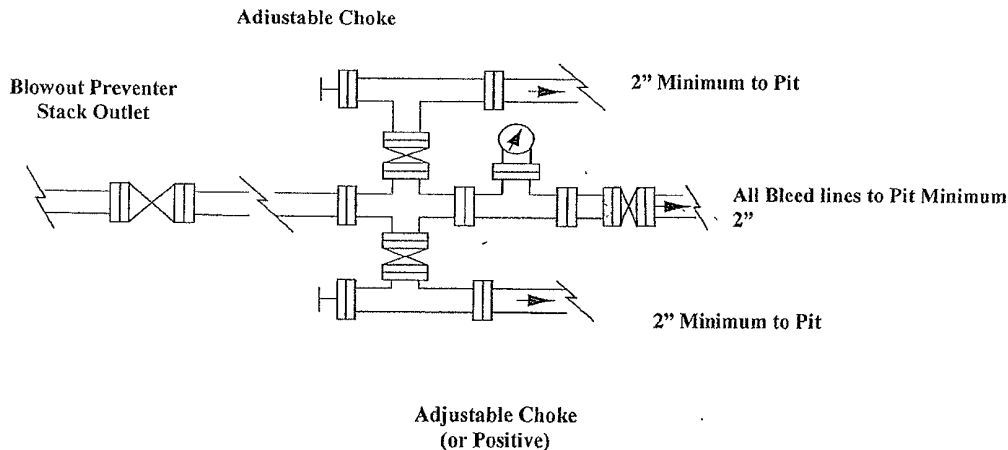 Adjustable Choke
Blowout Preventer
Stack Outlet
2" Minimum to Pit
All Bleed lines to Pit Minimum
2"
2" Minimum to Pit
Adjustable Choke
(or Positive)